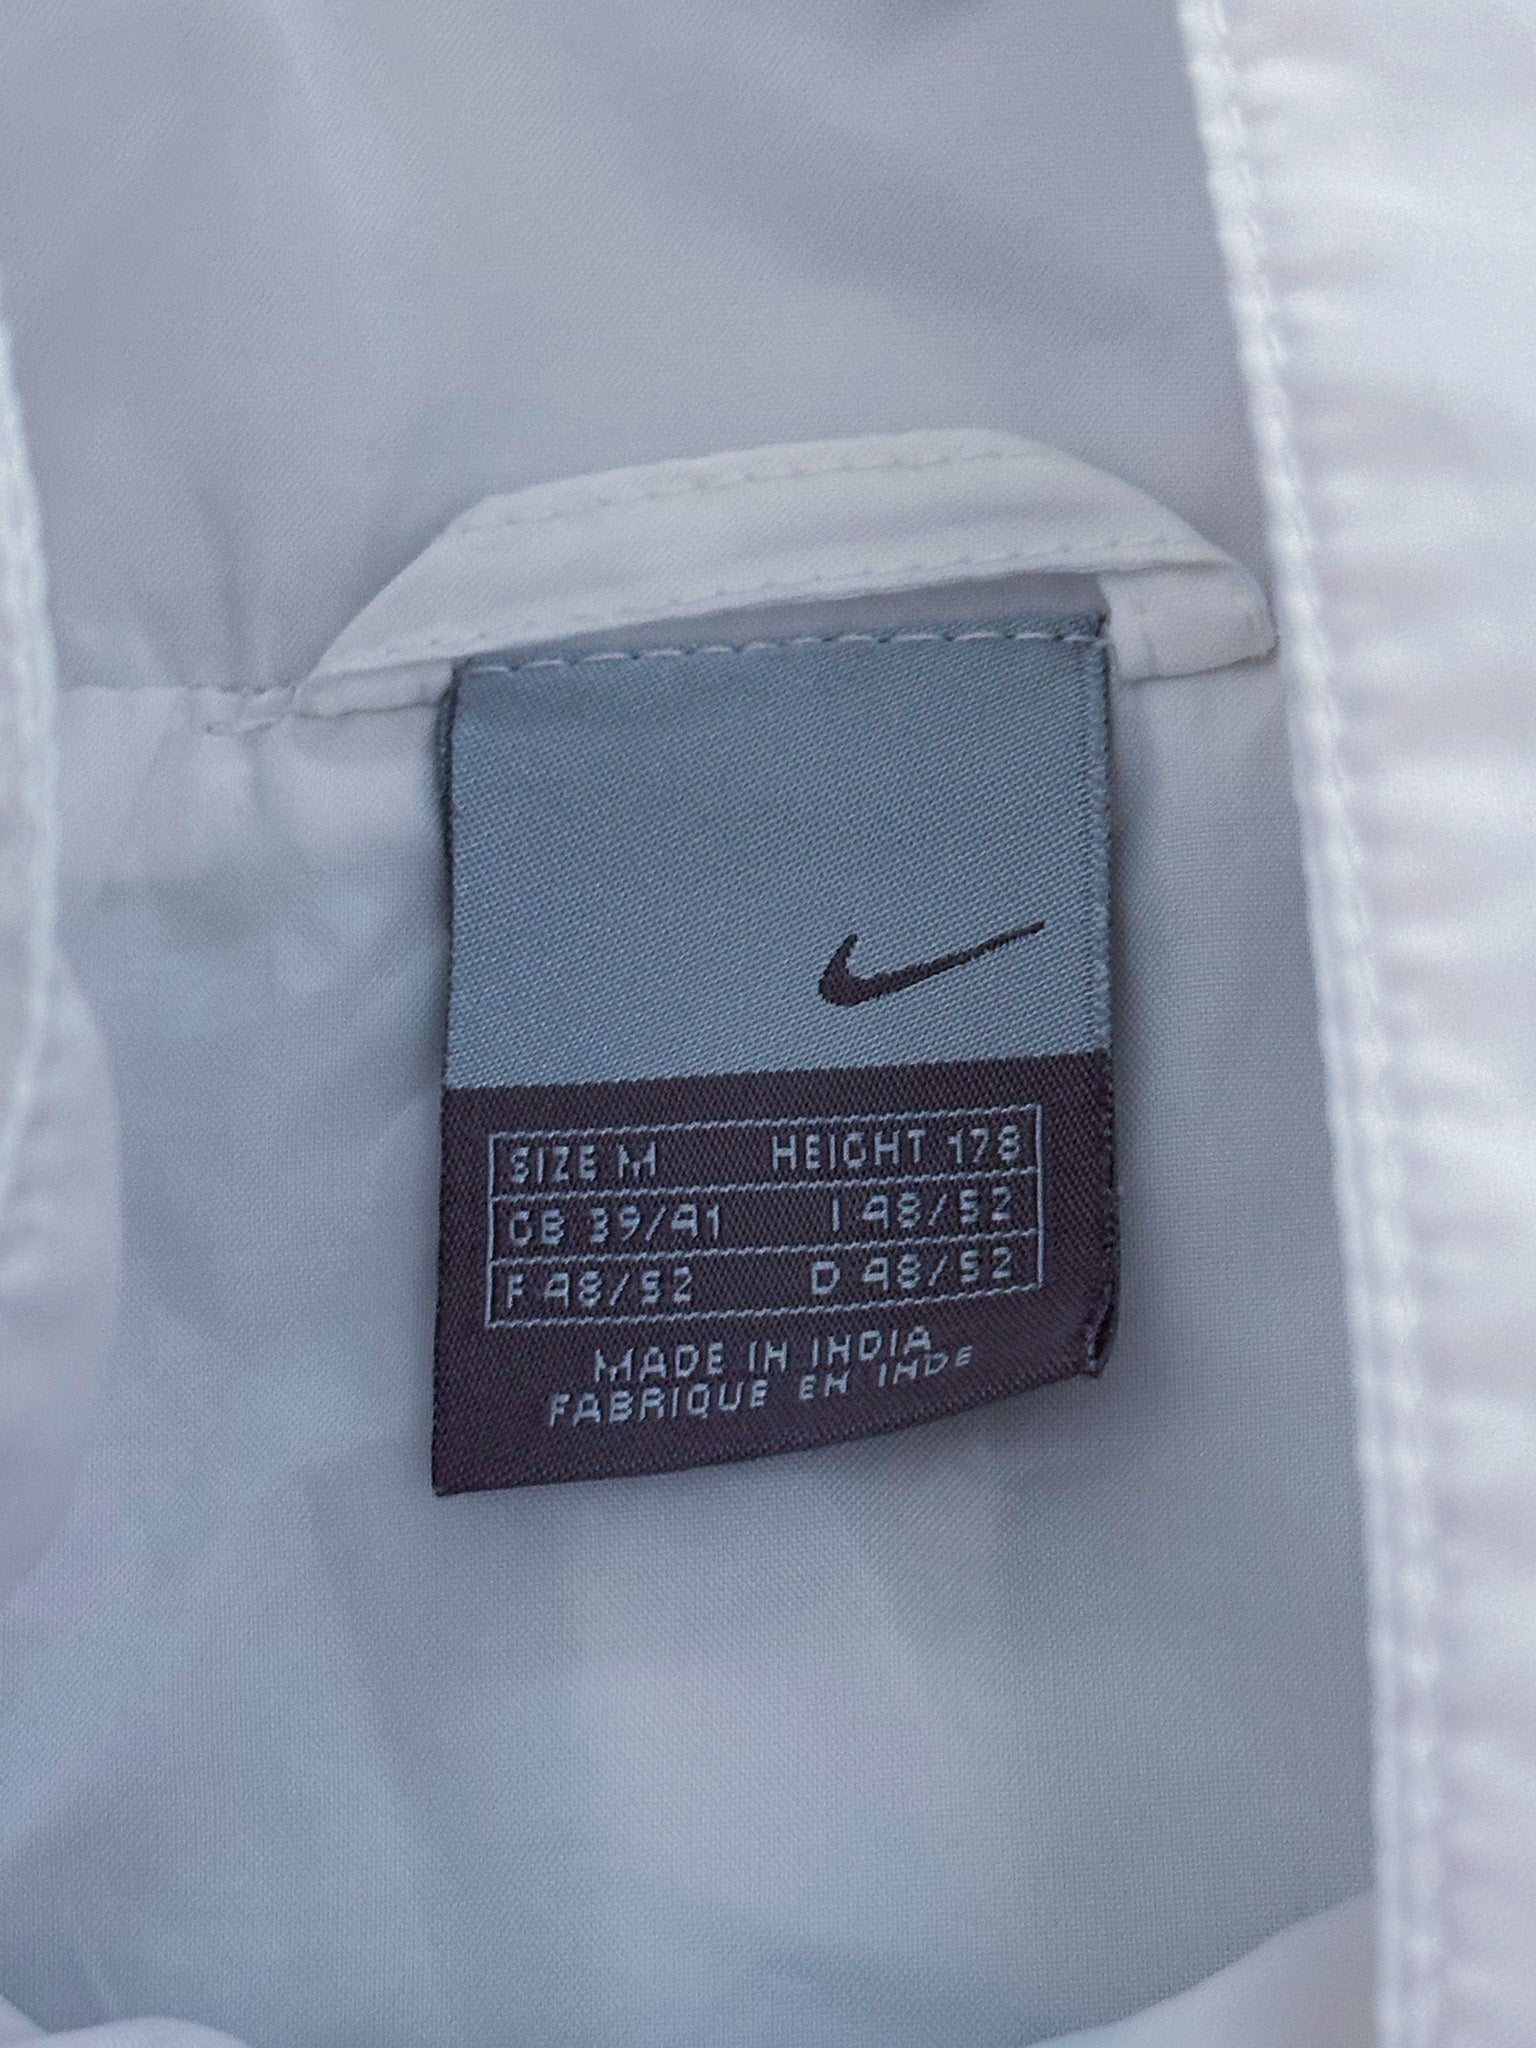 SIZE M HEIGHT 178
GB 39/41 I 48/52
F 48/52 D 48/52
MADE IN INDIA
FABRIQUE EN INDE